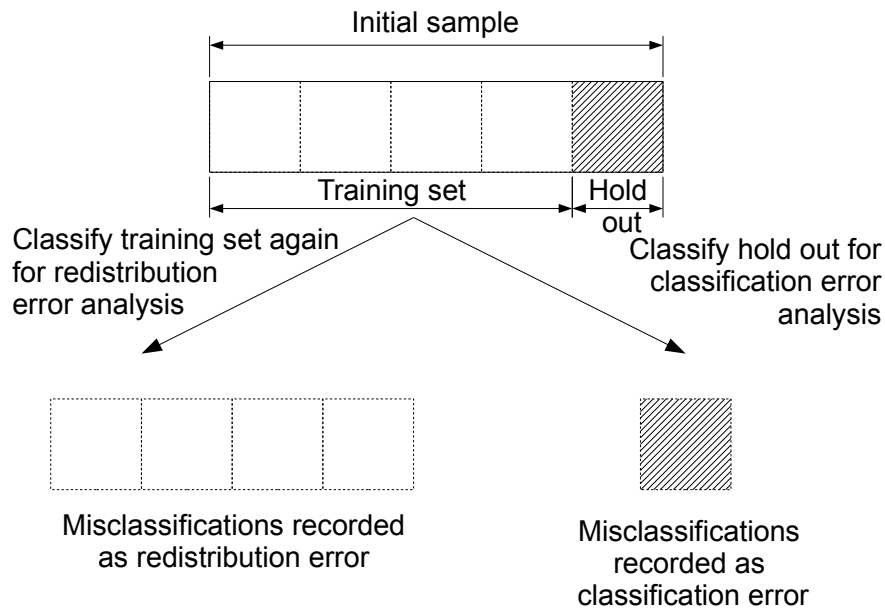 Initial sample
Training set
Hold
out
Classify training set again
for redistribution
error analysis
Classify hold out for
classification error
analysis
Misclassifications recorded
as redistribution error
Misclassifications
recorded as
classification error